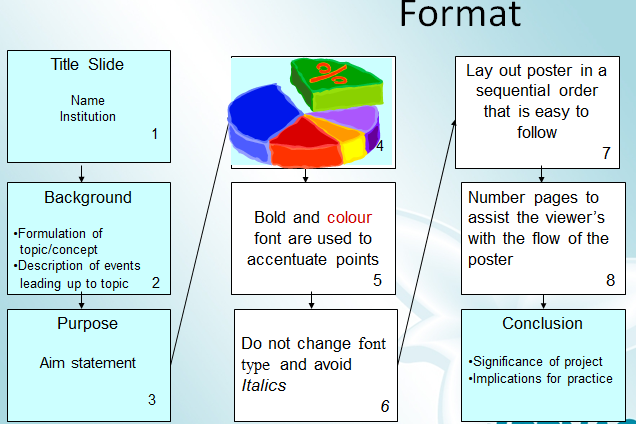 Format
Title Slide
Name
Institution
1
Background
•Formulation of
topic/concept
•Description of events
leading up to topic 2
Purpose
Aim statement
3
%
4
Bold and colour
font are used to
accentuate points
5
Do not change font
type and avoid
Italics
6
Lay out poster in a
sequential order
that is easy to
follow
7
Number pages to
assist the viewer’s
with the flow of the
poster
8
Conclusion
•Significance of project
•Implications for practice